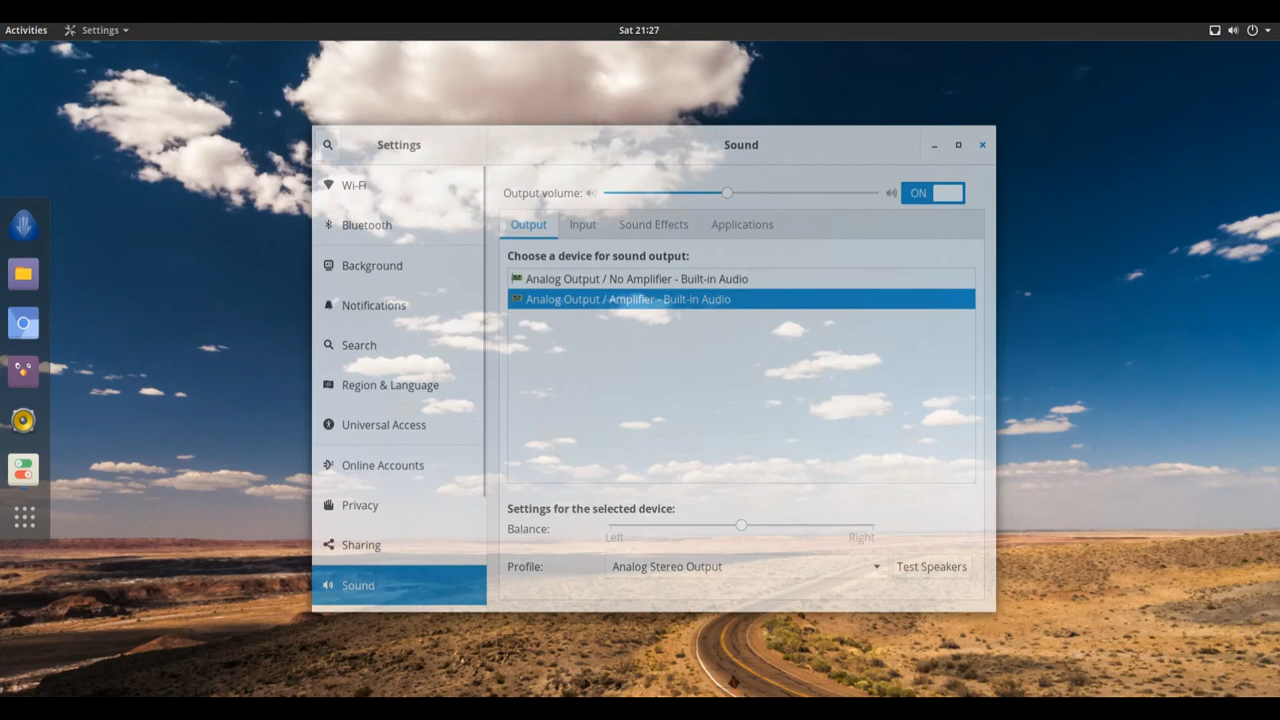 Activities Settings Sat 21:27
Settings Sound
Wi-Fi
Bluetooth
Background
Notifications
Search
Region & Language
Universal Access
Online Accounts
Privacy
Sharing
Sound
Output volume: ON
Output Input Sound Effects Applications
Choose a device for sound output:
Analog Output / No Amplifier - Built-in Audio
Analog Output / Amplifier - Built-in Audio
Settings for the selected device:
Balance:
Left Right
Profile: Analog Stereo Output Test Speakers